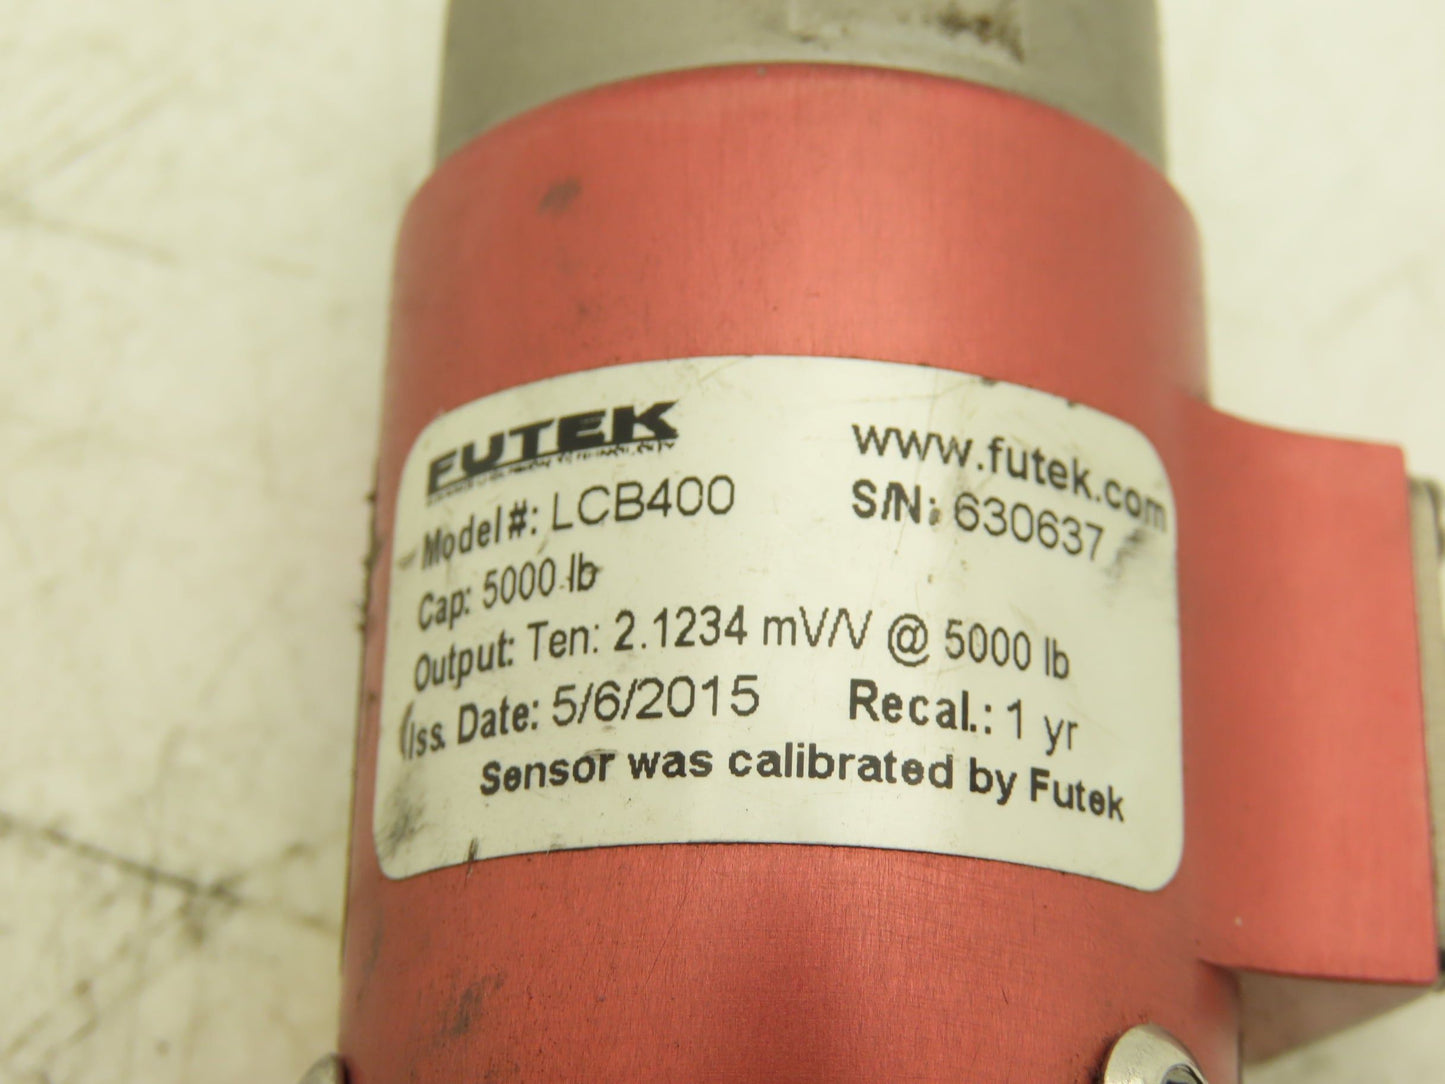 FUTEK
www.futek.com
Model#: LCB400
S/N: 630637
Cap: 5000 lb
Output: Ten: 2.1234 mV/V @ 5000 lb
Iss. Date: 5/6/2015 Recal.: 1 yr
Sensor was calibrated by Futek